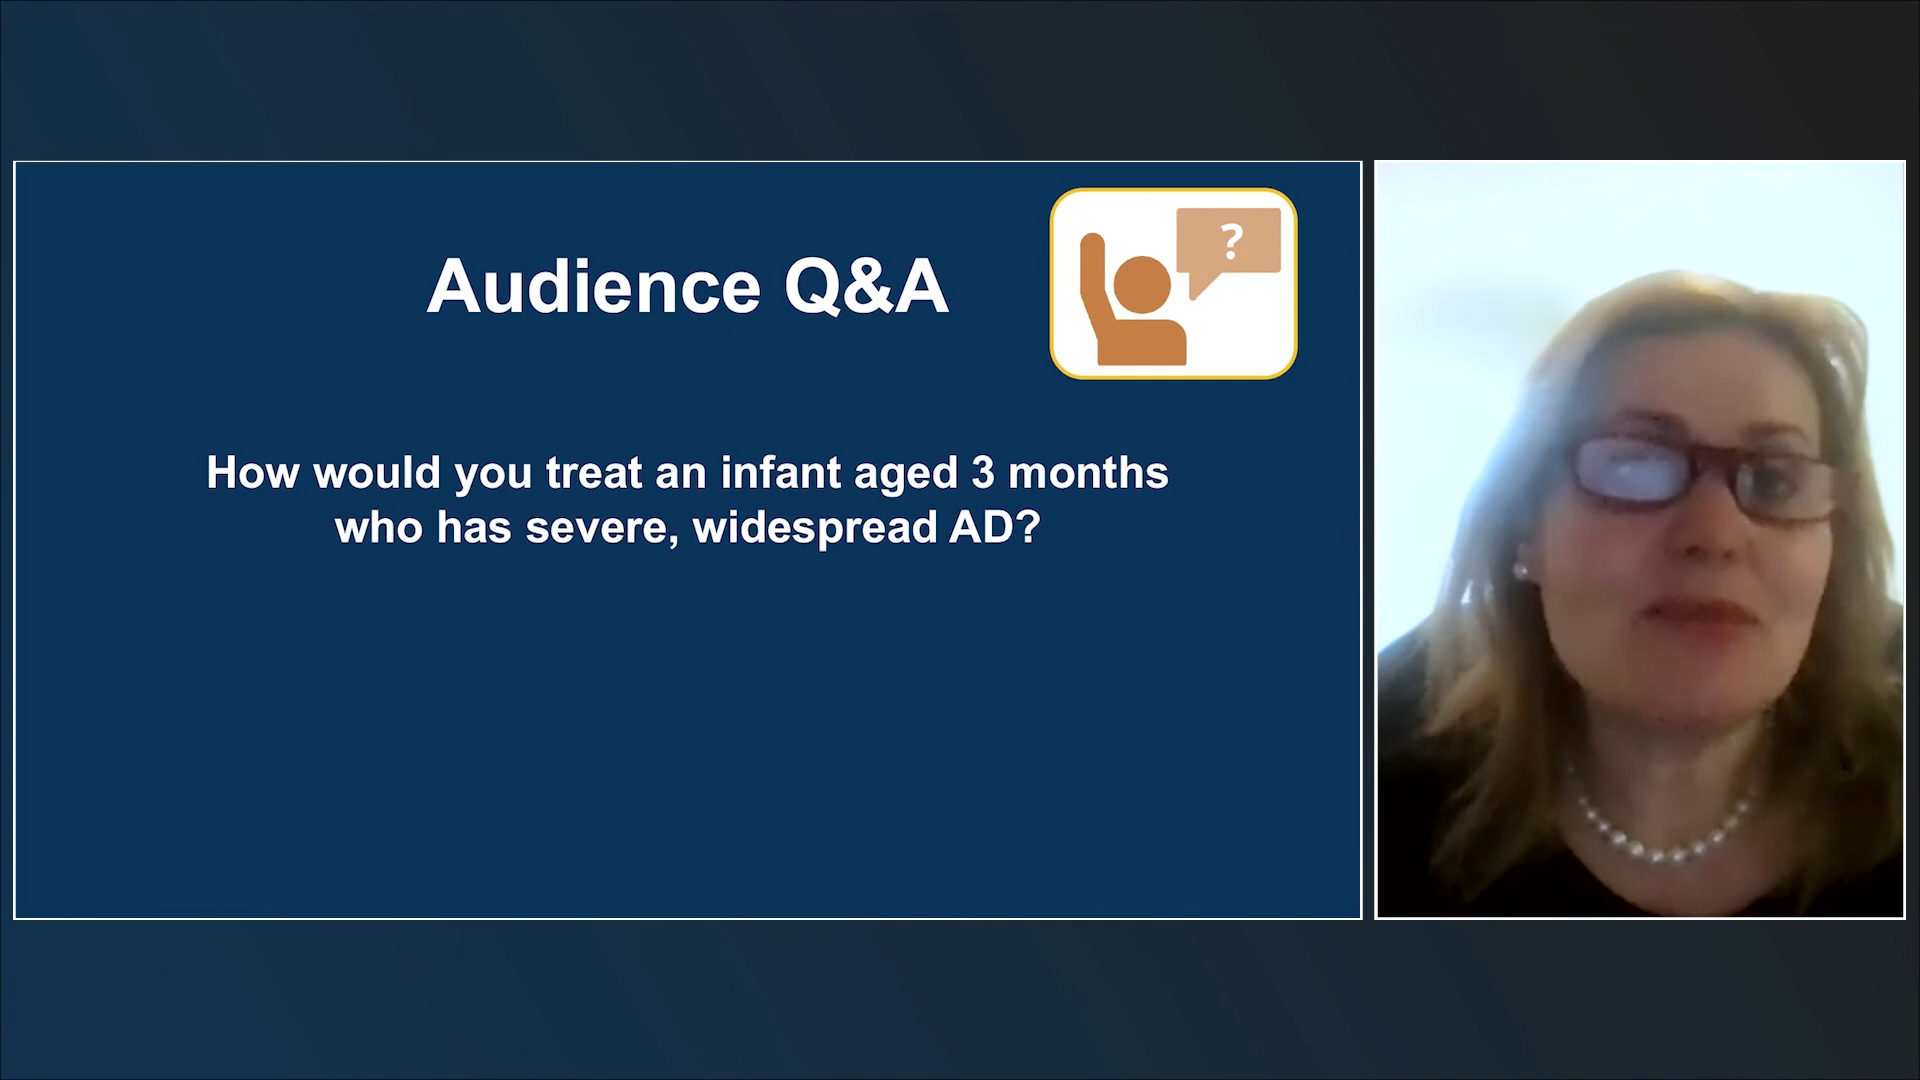 Audience Q&A
?
How would you treat an infant aged 3 months
who has severe, widespread AD?